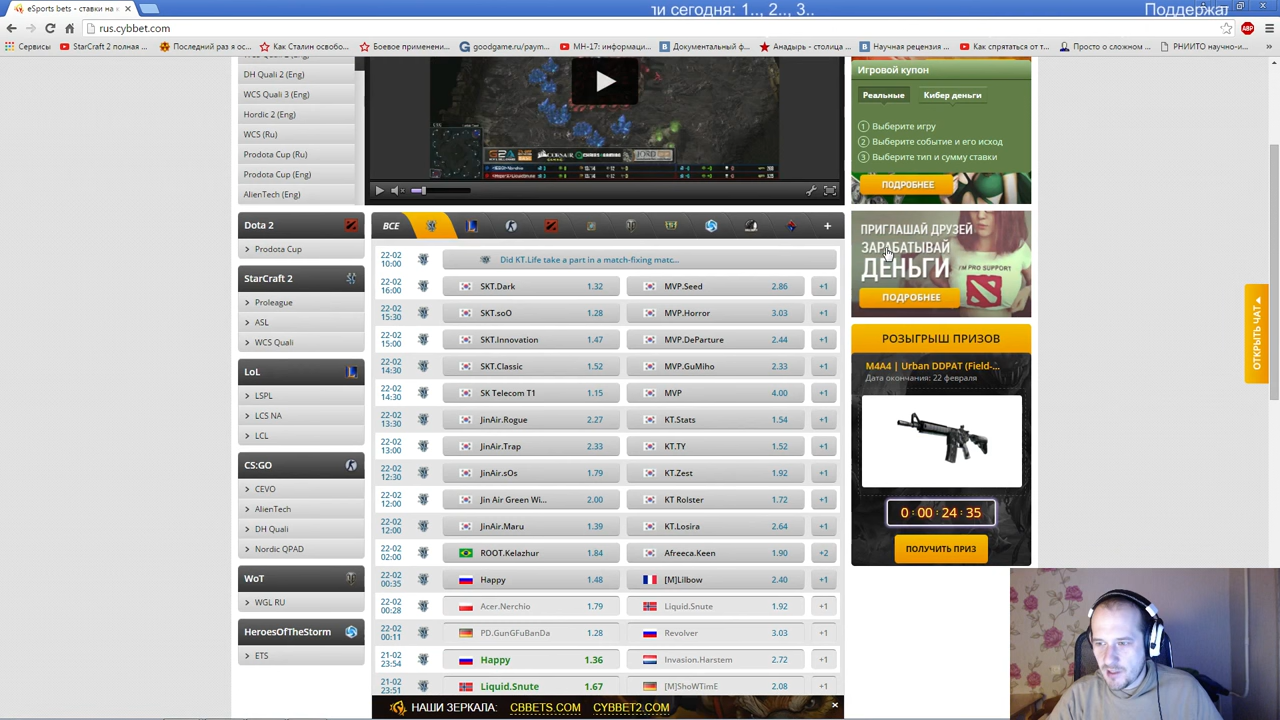 eSports bets - ставки на к
ти сегодня: 1.., 2.., 3..
Поддержат
rus.cybbet.com
Сервисы
StarCraft 2 полная ...
Последний раз я ос...
Как Сталин освобо...
Боевое применени...
goodgame.ru/paym...
МН-17: информаци...
Документальный ф...
Анадырь - столица ...
Научная рецензия ...
Как спрятаться от т...
Просто о сложном ...
РНИИТО научно-и...
DH Quali 2 (Eng)
WCS Quali 3 (Eng)
Hordic 2 (Eng)
WCS (Ru)
Prodota Cup (Ru)
Prodota Cup (Eng)
AlienTech (Eng)
Dota 2
Prodota Cup
StarCraft 2
Proleague
ASL
WCS Quali
LoL
LSPL
LCS NA
LCL
CS:GO
CEVO
AlienTech
DH Quali
Nordic QPAD
WoT
WGL RU
HeroesOfTheStorm
ETS
ВСЕ
+
22-02 10:00 Did KT.Life take a part in a match-fixing matc...
22-02 16:00 SKT.Dark 1.32 MVP.Seed 2.86 +1
22-02 15:30 SKT.soO 1.28 MVP.Horror 3.03 +1
22-02 15:00 SKT.Innovation 1.47 MVP.DeParture 2.44 +1
22-02 14:30 SKT.Classic 1.52 MVP.GuMiho 2.33 +1
22-02 14:30 SK Telecom T1 1.15 MVP 4.00 +1
22-02 13:30 JinAir.Rogue 2.27 KT.Stats 1.54 +1
22-02 13:00 JinAir.Trap 2.33 KT.TY 1.52 +1
22-02 12:30 JinAir.sOs 1.79 KT.Zest 1.92 +1
22-02 12:00 Jin Air Green Wi... 2.00 KT Rolster 1.72 +1
22-02 12:00 JinAir.Maru 1.39 KT.Losira 2.64 +1
22-02 02:00 ROOT.Kelazhur 1.84 Afreeca.Keen 1.90 +2
22-02 00:35 Happy 1.48 [M]Lilbow 2.40 +1
22-02 00:28 Acer.Nerchio 1.79 Liquid.Snute 1.92 +1
22-02 00:11 PD.GunGFuBanDa 1.28 Revolver 3.03 +1
21-02 23:54 Happy 1.36 Invasion.Harstem 2.72 +1
21-02 23:51 Liquid.Snute 1.67 [M]ShoWTimE 2.08 +1
НАШИ ЗЕРКАЛА: CBBETS.COM CYBBET2.COM
Игровой купон
Реальные Кибер деньги
1 Выберите игру
2 Выберите событие и его исход
3 Выберите тип и сумму ставки
ПОДРОБНЕЕ
ПРИГЛАШАЙ ДРУЗЕЙ
ЗАРАБАТЫВАЙ
ДЕНЬГИ
I'M PRO SUPPORT
ПОДРОБНЕЕ
РОЗЫГРЫШ ПРИЗОВ
M4A4 | Urban DDPAT (Field-...
Дата окончания: 22 февраля
0 : 00 : 24 : 35
ПОЛУЧИТЬ ПРИЗ
ОТКРЫТЬ ЧАТ
ABP